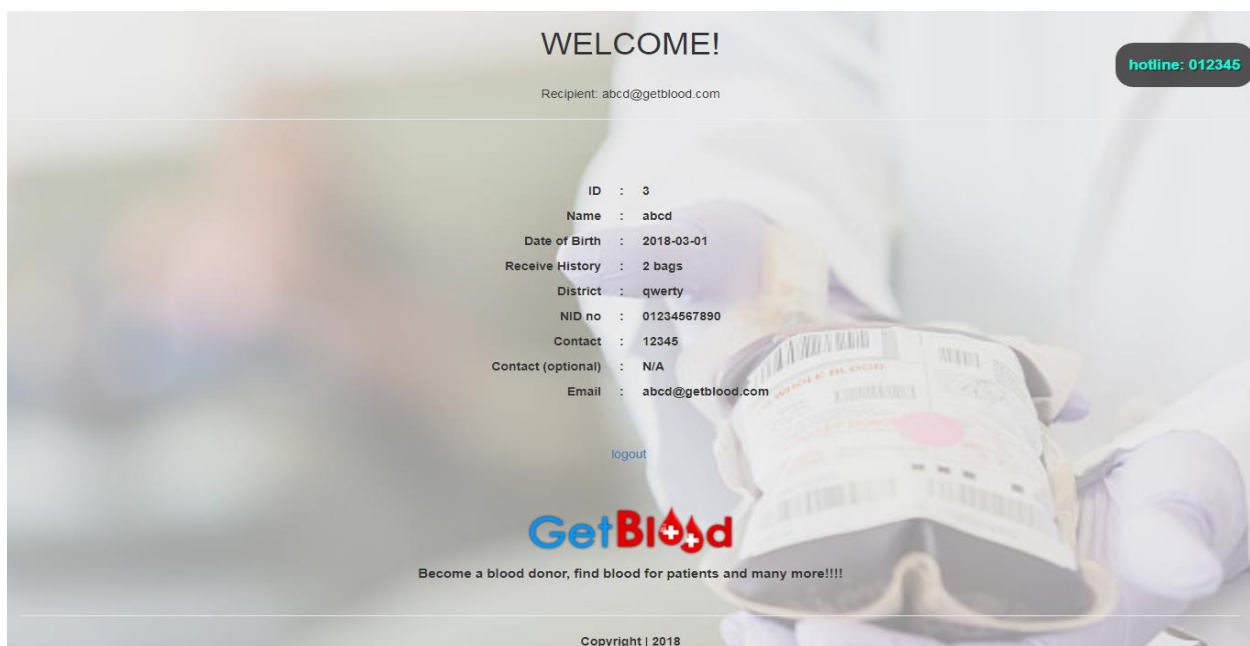 WELCOME!
hotline: 012345
Recipient: abcd@getblood.com
ID : 3
Name : abcd
Date of Birth : 2018-03-01
Receive History : 2 bags
District : qwerty
NID no : 01234567890
Contact : 12345
Contact (optional) : N/A
Email : abcd@getblood.com
WHOLE BLOOD
logout
GetBlood
Become a blood donor, find blood for patients and many more!!!!
Copyright | 2018